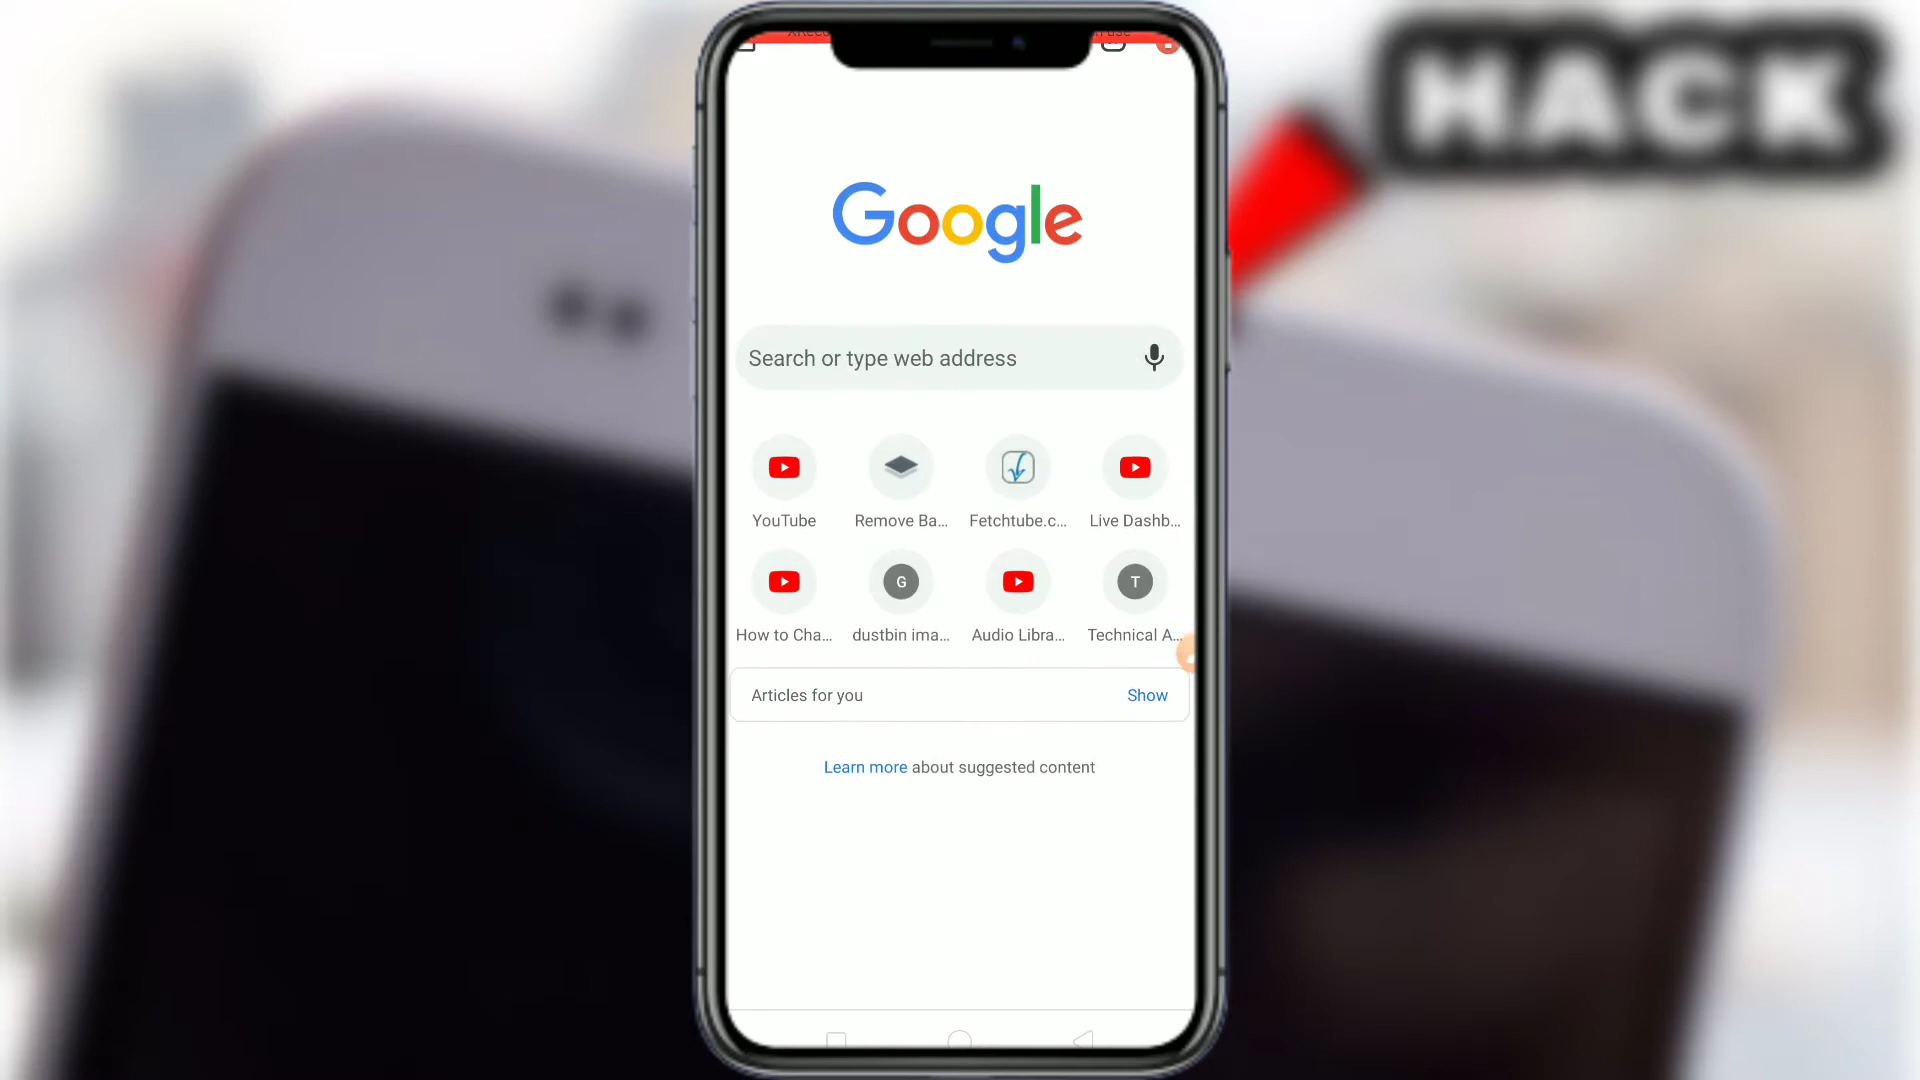 HACK
Google
Search or type web address
YouTube
Remove Ba...
Fetchtube.c...
Live Dashb...
How to Cha...
G
dustbin ima...
Audio Libra...
T
Technical A...
Articles for you
Show
Learn more about suggested content